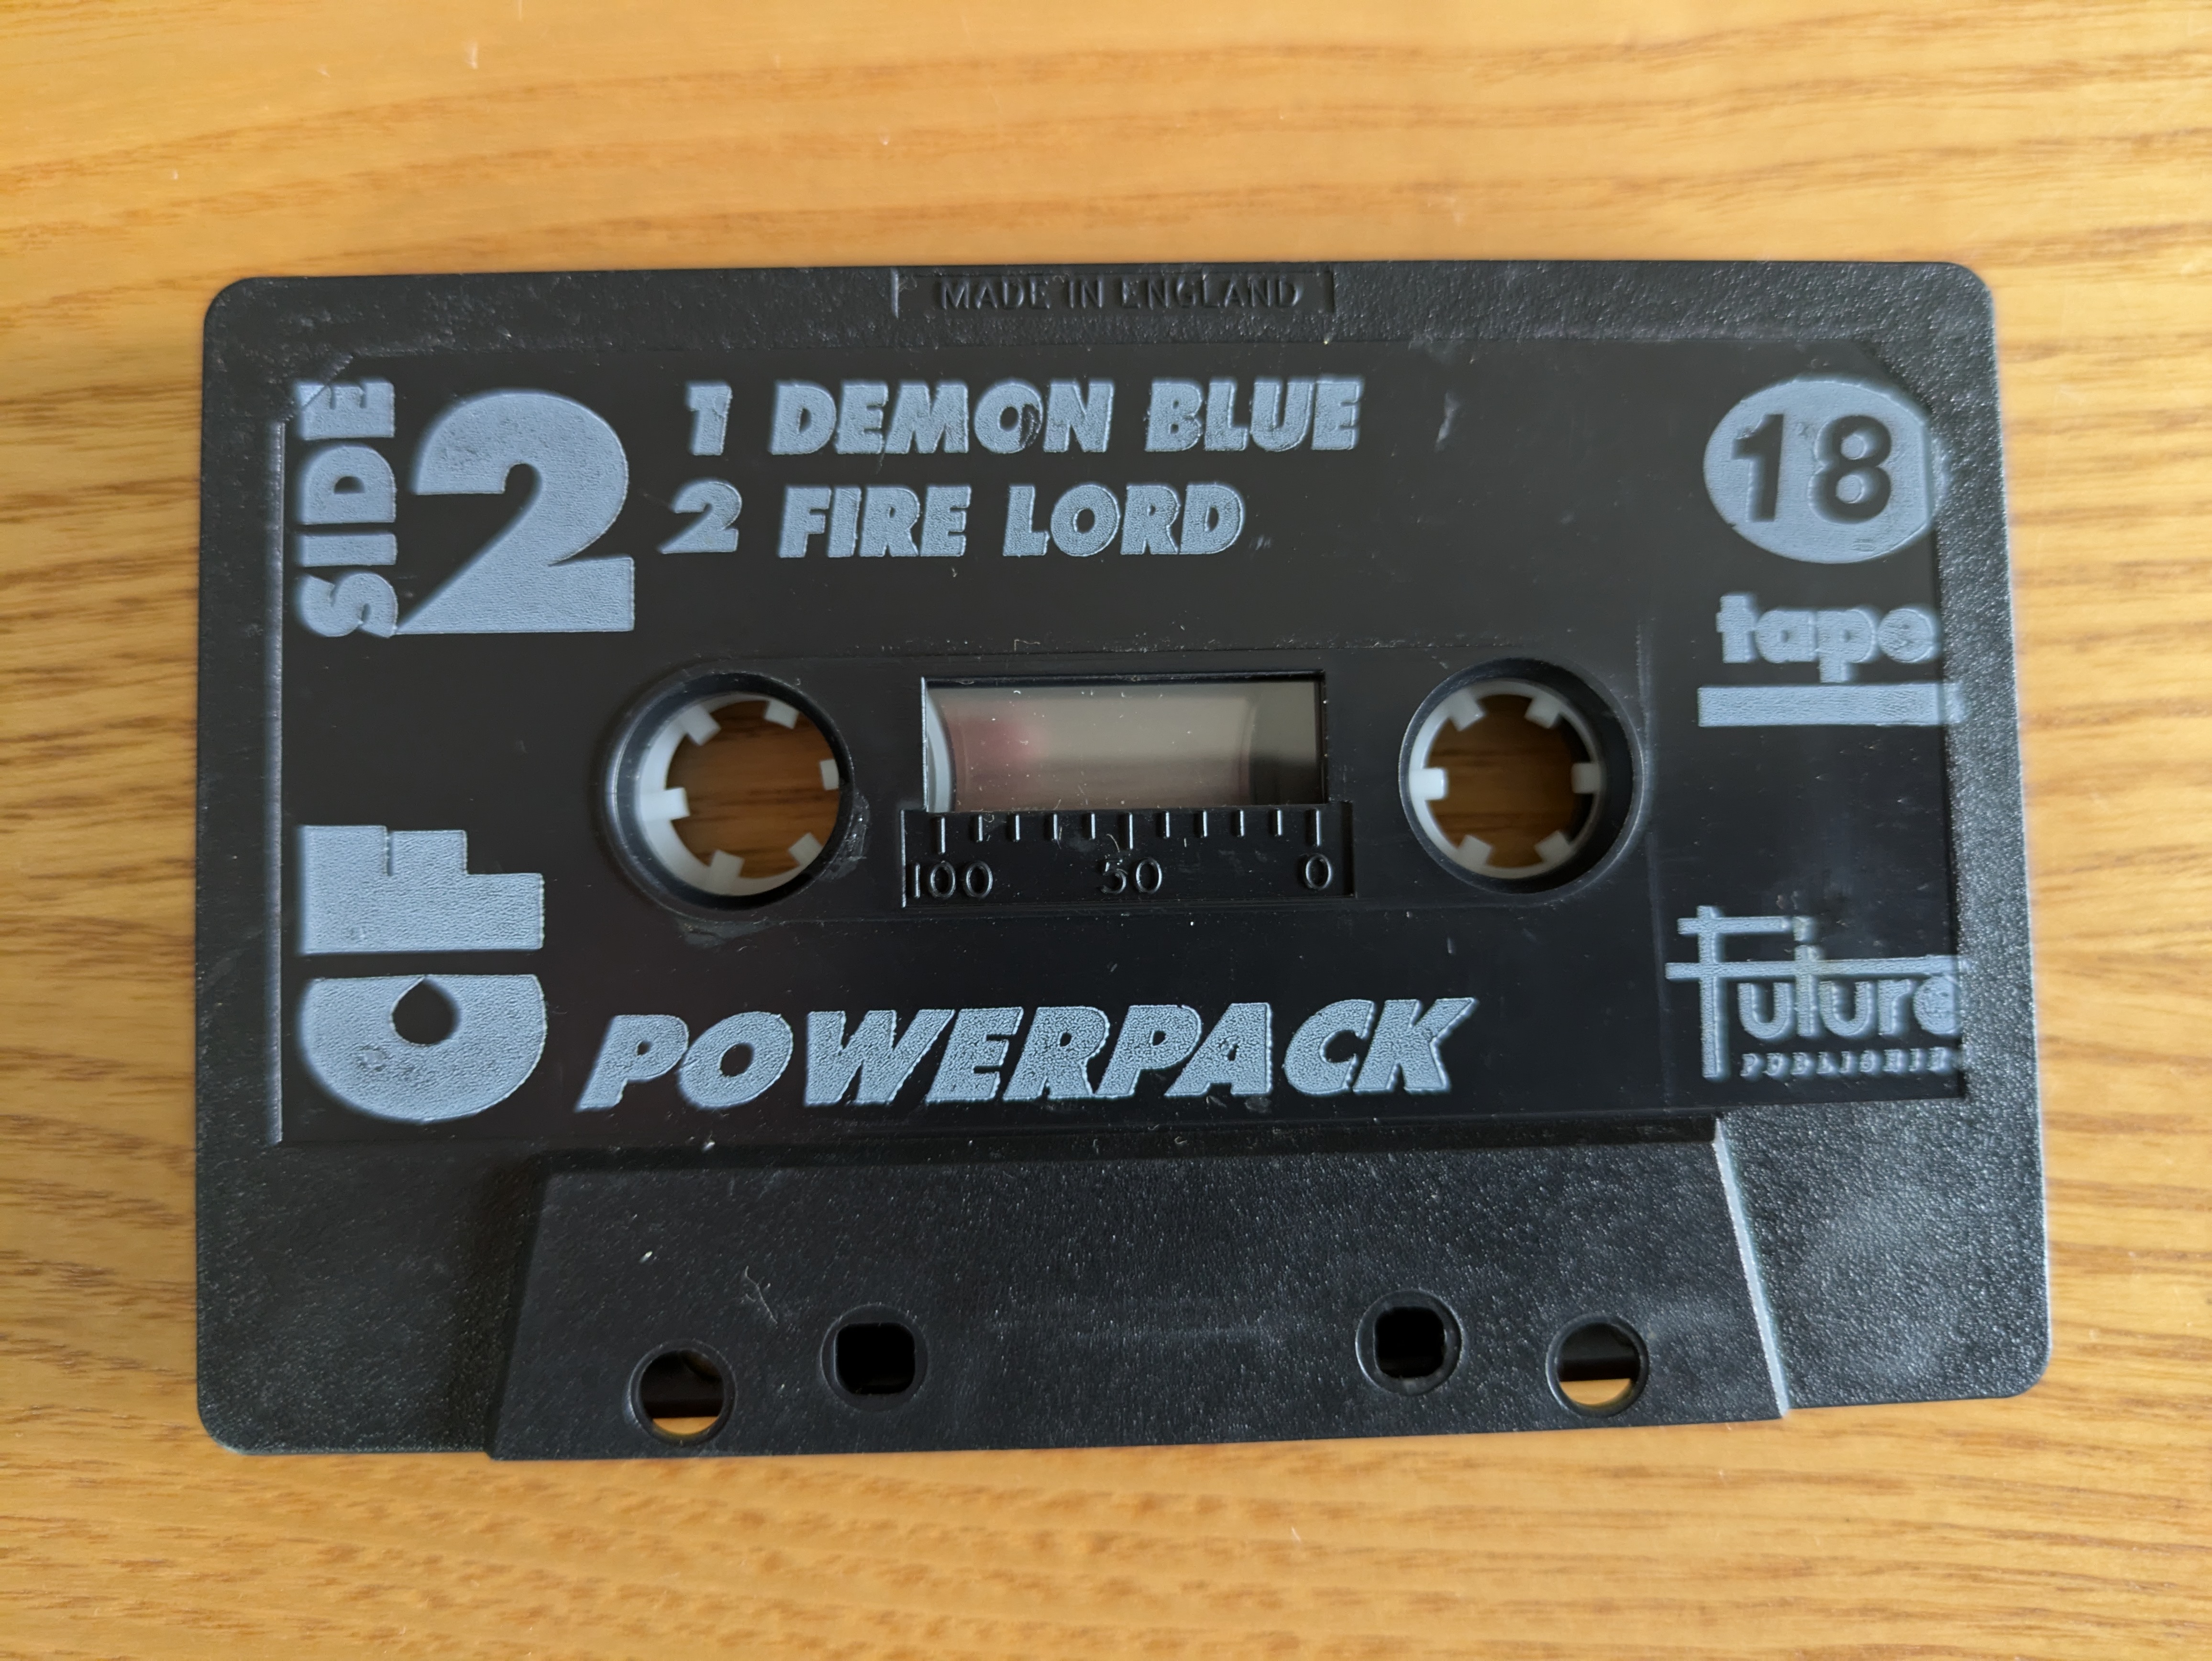 MADE IN ENGLAND
SIDE 2
1 DEMON BLUE
2 FIRE LORD
18
tape
100 50 0
CF
POWERPACK
Future